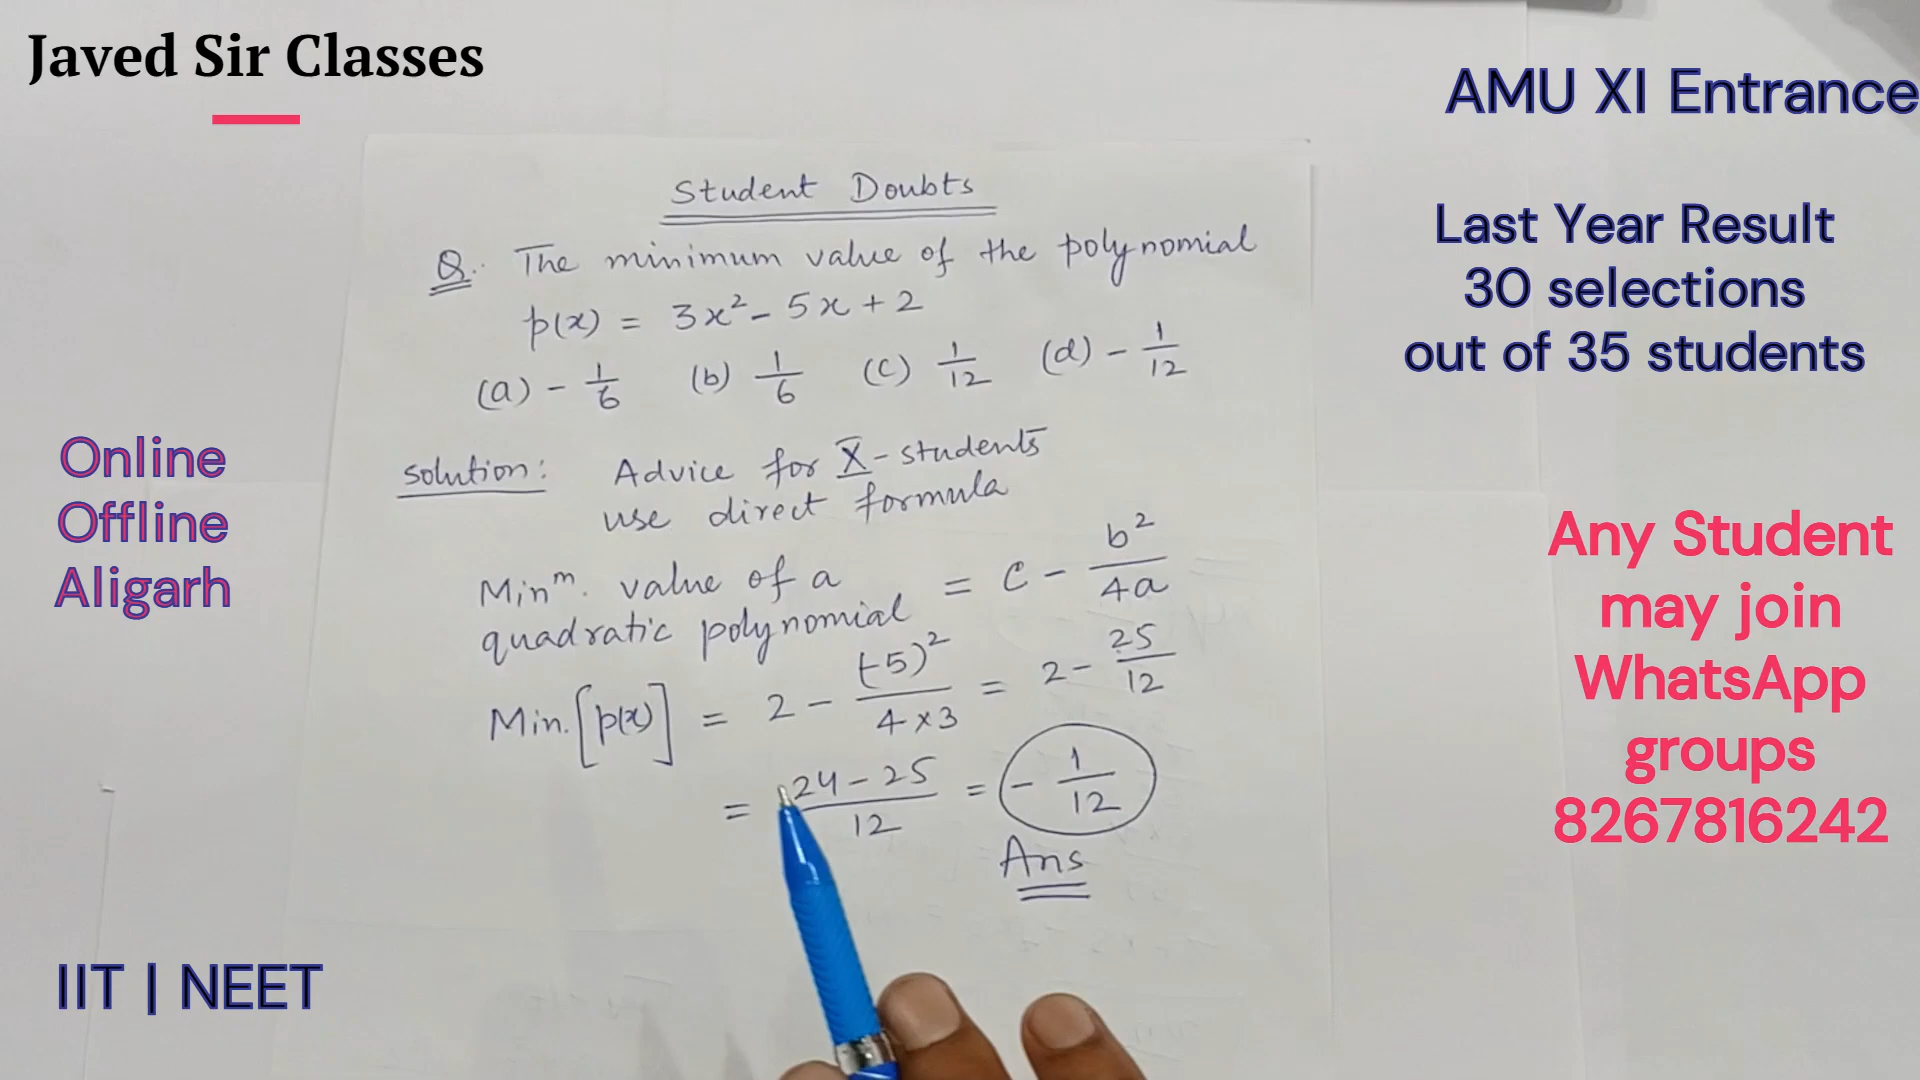 Javed Sir Classes
AMU XI Entrance
Last Year Result
30 selections
out of 35 students
Student Doubts
Q. The minimum value of the polynomial
p(x) = 3x² - 5x + 2
(a) - 1/6 (b) 1/6 (c) 1/12 (d) - 1/12
Online
Offline
Aligarh
solution: Advice for X - students
use direct formula
Minᵐ. value of a
quadratic polynomial = c - b²/4a
Min. [p(x)] = 2 - (-5)²/4×3 = 2 - 25/12
= 24 - 25/12 = - 1/12
Ans
Any Student
may join
WhatsApp
groups
8267816242
IIT | NEET